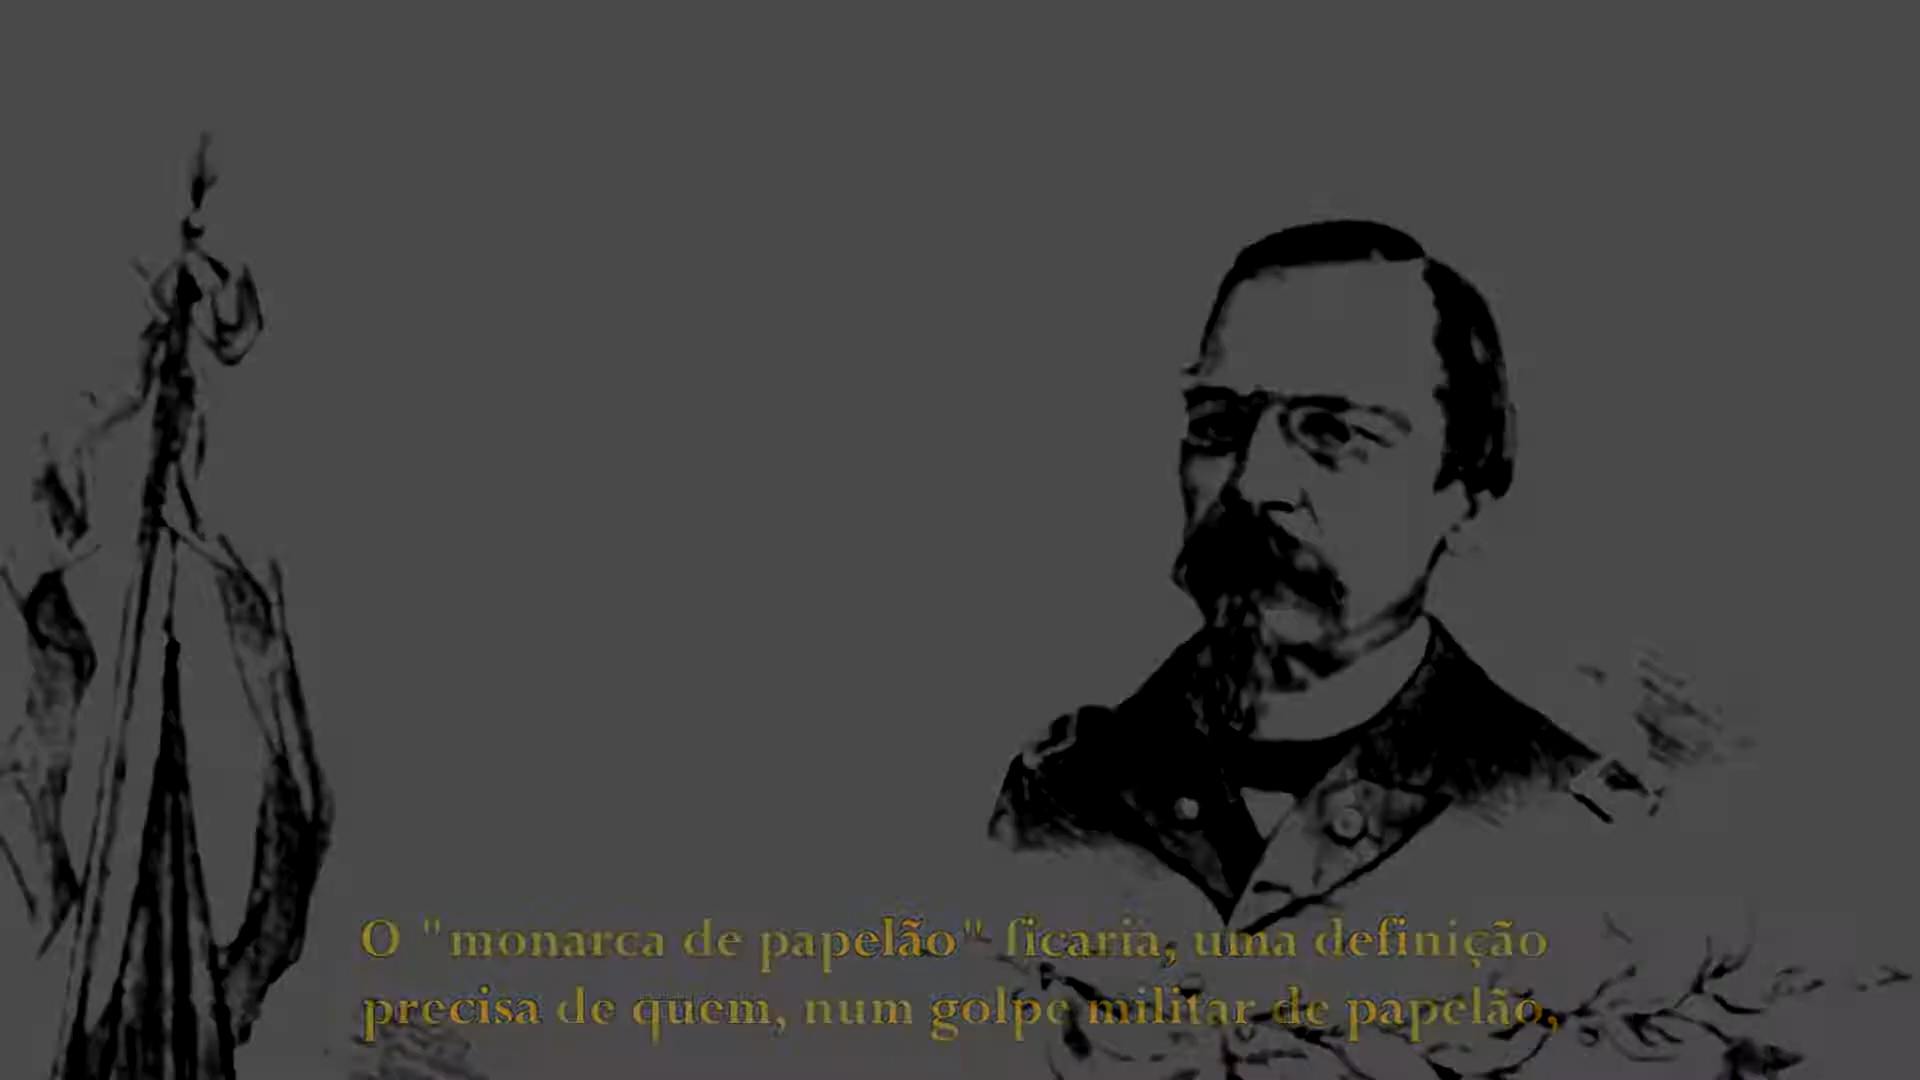 O "monarca de papelão" ficaria, uma definição
precisa de quem, num golpe militar de papelão,